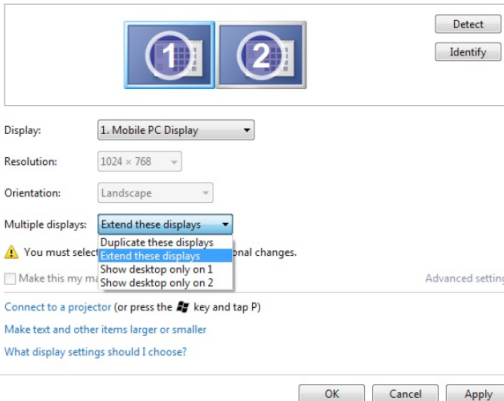 1 2
Detect
Identify
Display: 1. Mobile PC Display
Resolution: 1024 × 768
Orientation: Landscape
Multiple displays: Extend these displays
Duplicate these displays
You must select onal changes.
Extend these displays
Show desktop only on 1
Make this my ma Advanced setting
Show desktop only on 2
Connect to a projector (or press the key and tap P)
Make text and other items larger or smaller
What display settings should I choose?
OK Cancel Apply